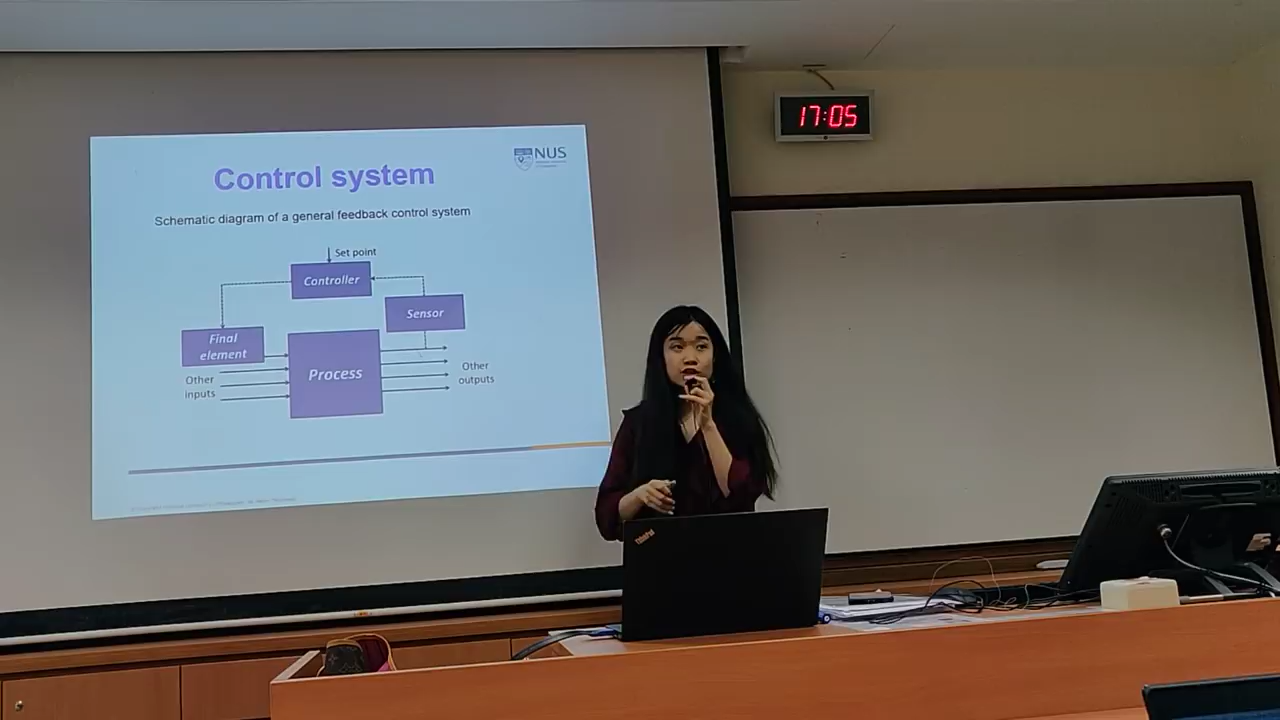 17:05
NUS
Control system
Schematic diagram of a general feedback control system
Set point
Controller
Sensor
Final
element
Process
Other
inputs
Other
outputs
ThinkPad